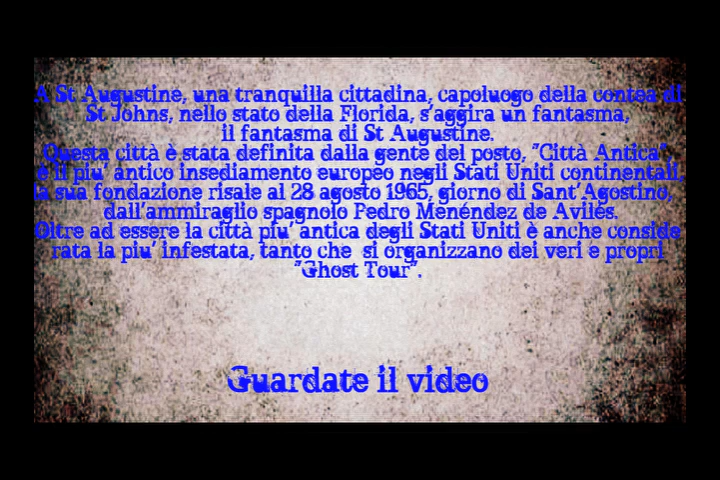 A St Augustine, una tranquilla cittadina, capoluogo della contea di
St Johns, nello stato della Florida, s'aggira un fantasma,
il fantasma di St Augustine.
Questa città è stata definita dalla gente del posto, "Città Antica",
è il piu' antico insediamento europeo negli Stati Uniti continentali,
la sua fondazione risale al 28 agosto 1965, giorno di Sant'Agostino,
dall'ammiraglio spagnolo Pedro Menéndez de Avilés.
Oltre ad essere la città piu' antica degli Stati Uniti è anche conside
rata la piu' infestata, tanto che si organizzano dei veri e propri
"Ghost Tour".
Guardate il video